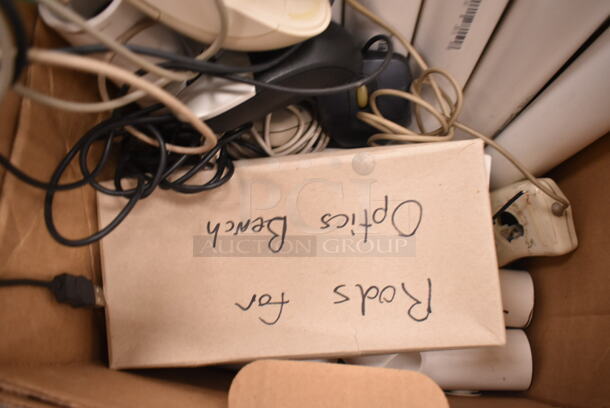 Rods for
Optics Bench
PCI
AUCTION GROUP